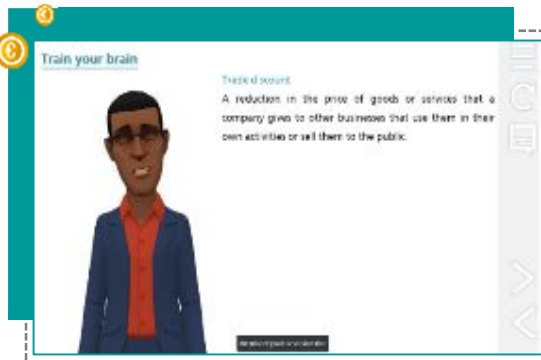 Train your brain
Trade discount
A reduction in the price of goods or services that a
company gives to other businesses that use them in their
own activities or sell them to the public.